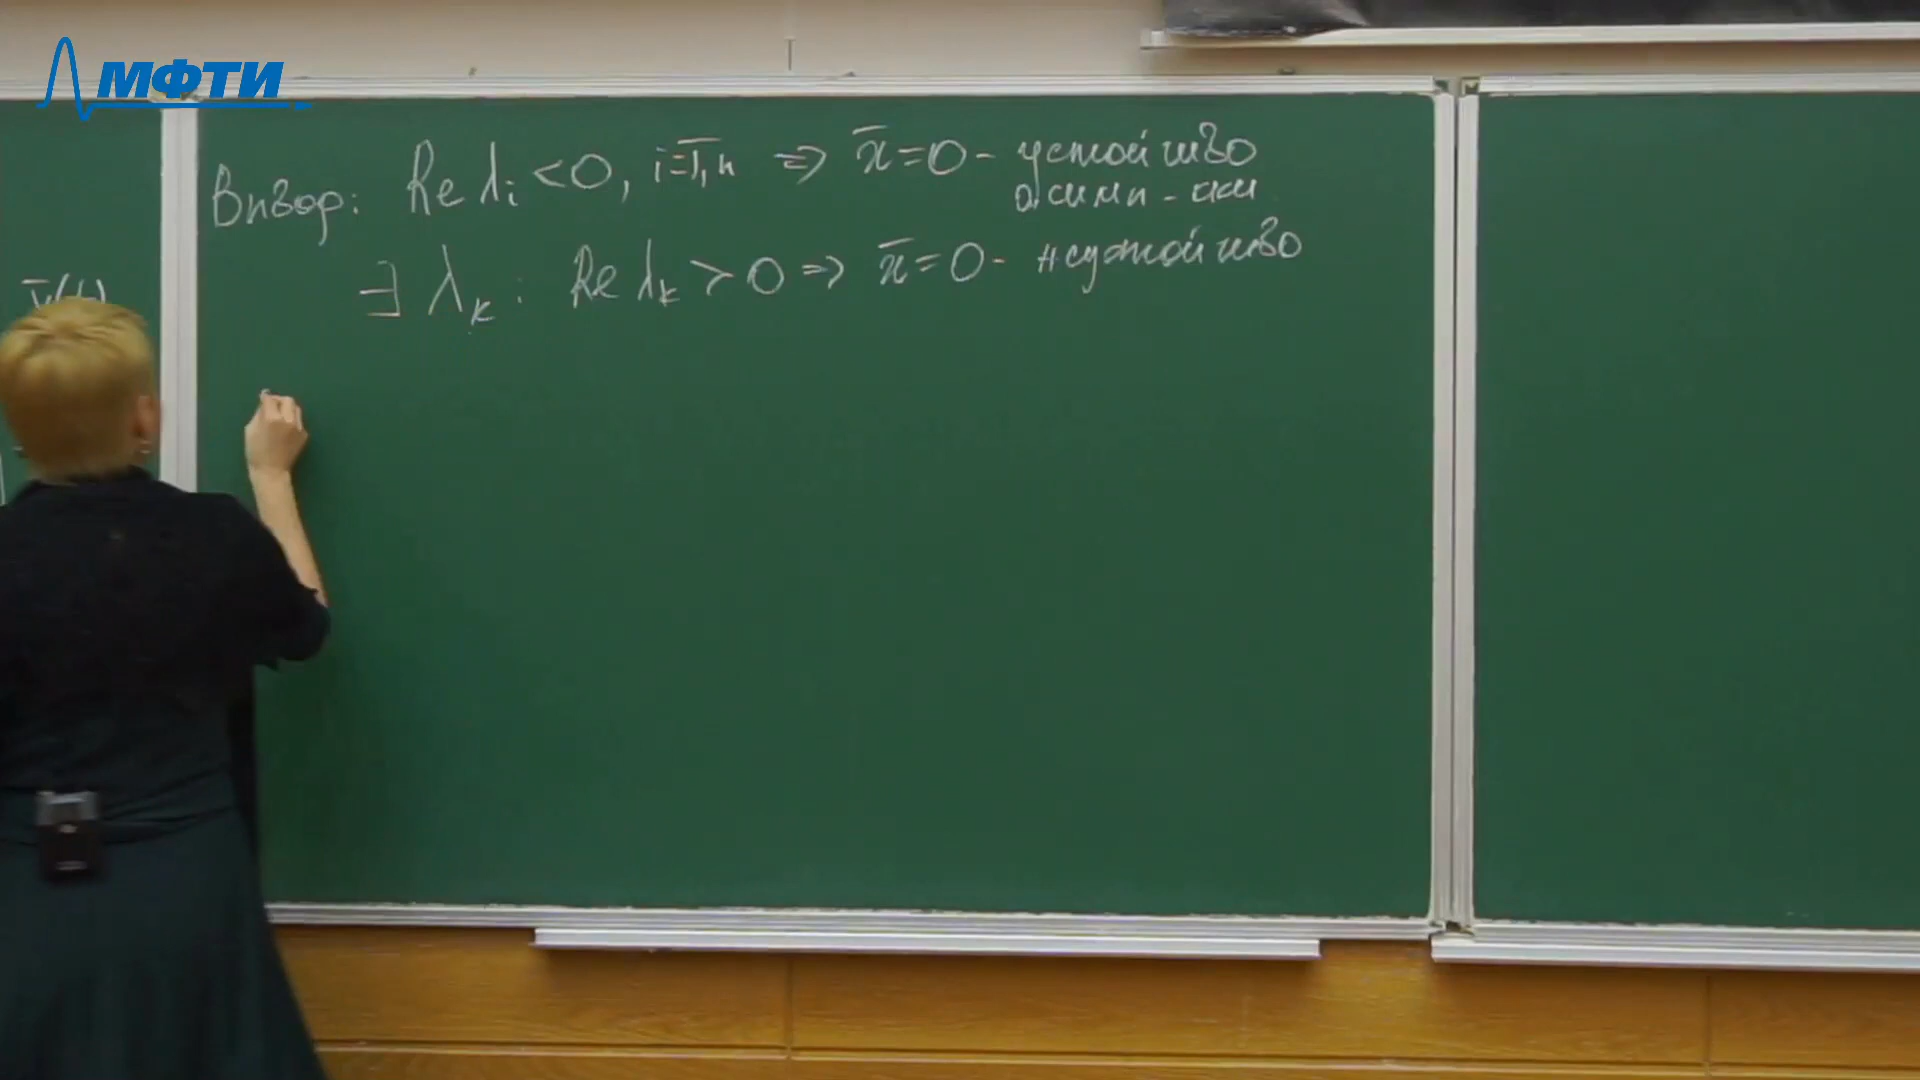 МФТИ
Вывод: Re λᵢ < 0, i = 1, n ⇒ x̄ = 0 – устойчиво
асимп-ски
∃ λₖ : Re λₖ > 0 ⇒ x̄ = 0 – неустойчиво